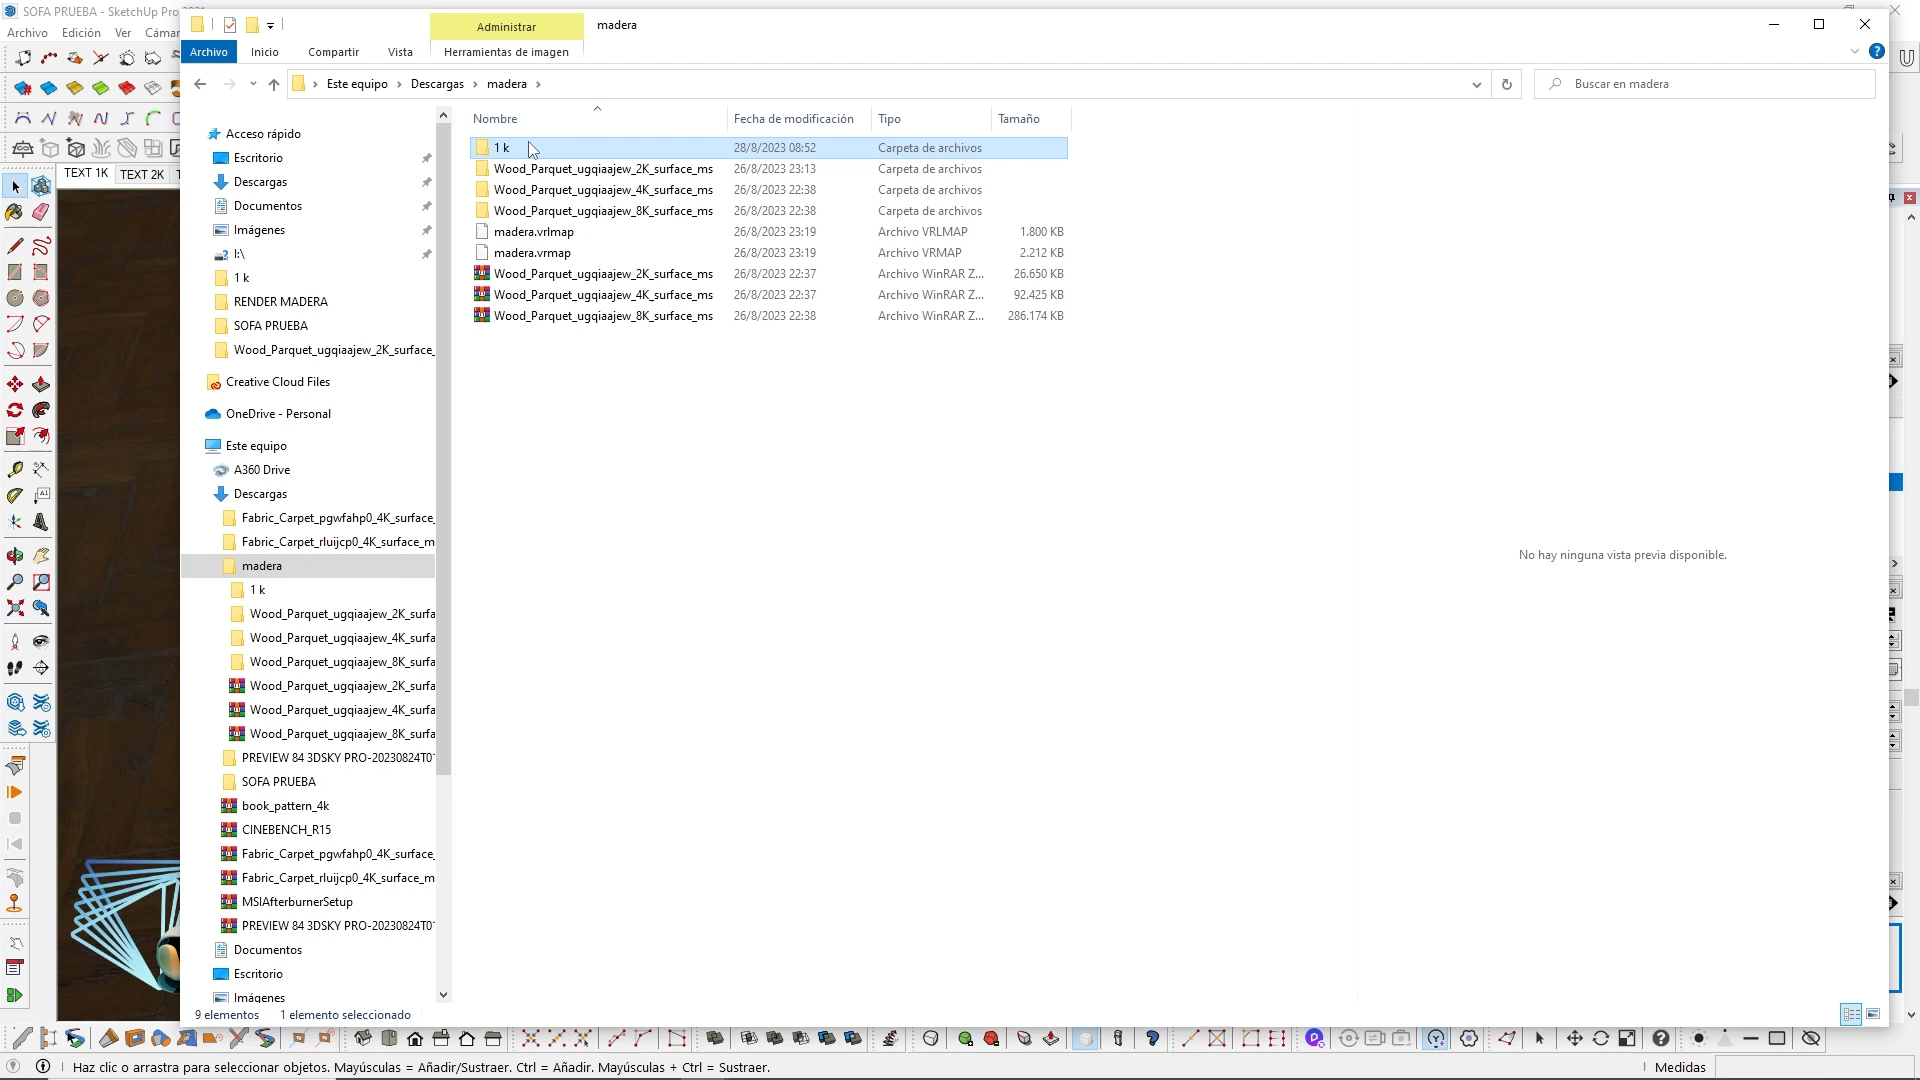 SOFA PRUEBA - SketchUp Pro
Archivo Edición Ver Cámar
TEXT 1K TEXT 2K
Administrar
madera
Archivo Inicio Compartir Vista Herramientas de imagen
Este equipo Descargas madera
Buscar en madera
Nombre Fecha de modificación Tipo Tamaño
1 k 28/8/2023 08:52 Carpeta de archivos
Wood_Parquet_ugqiaajew_2K_surface_ms 26/8/2023 23:13 Carpeta de archivos
Wood_Parquet_ugqiaajew_4K_surface_ms 26/8/2023 22:38 Carpeta de archivos
Wood_Parquet_ugqiaajew_8K_surface_ms 26/8/2023 22:38 Carpeta de archivos
madera.vrlmap 26/8/2023 23:19 Archivo VRLMAP 1.800 KB
madera.vrmap 26/8/2023 23:19 Archivo VRMAP 2.212 KB
Wood_Parquet_ugqiaajew_2K_surface_ms 26/8/2023 22:37 Archivo WinRAR Z... 26.650 KB
Wood_Parquet_ugqiaajew_4K_surface_ms 26/8/2023 22:37 Archivo WinRAR Z... 92.425 KB
Wood_Parquet_ugqiaajew_8K_surface_ms 26/8/2023 22:38 Archivo WinRAR Z... 286.174 KB
Acceso rápido
Escritorio
Descargas
Documentos
Imágenes
I:\
1 k
RENDER MADERA
SOFA PRUEBA
Wood_Parquet_ugqiaajew_2K_surface_
Creative Cloud Files
OneDrive - Personal
Este equipo
A360 Drive
Descargas
Fabric_Carpet_pgwfahp0_4K_surface_
Fabric_Carpet_rluijcp0_4K_surface_m
madera
1 k
Wood_Parquet_ugqiaajew_2K_surfa
Wood_Parquet_ugqiaajew_4K_surfa
Wood_Parquet_ugqiaajew_8K_surfa
Wood_Parquet_ugqiaajew_2K_surfa
Wood_Parquet_ugqiaajew_4K_surfa
Wood_Parquet_ugqiaajew_8K_surfa
PREVIEW 84 3DSKY PRO-20230824T0
SOFA PRUEBA
book_pattern_4k
CINEBENCH_R15
Fabric_Carpet_pgwfahp0_4K_surface_
Fabric_Carpet_rluijcp0_4K_surface_m
MSIAfterburnerSetup
PREVIEW 84 3DSKY PRO-20230824T0
Documentos
Escritorio
Imágenes
No hay ninguna vista previa disponible.
9 elementos 1 elemento seleccionado
Haz clic o arrastra para seleccionar objetos. Mayúsculas = Añadir/Sustraer. Ctrl = Añadir. Mayúsculas + Ctrl = Sustraer.
Medidas